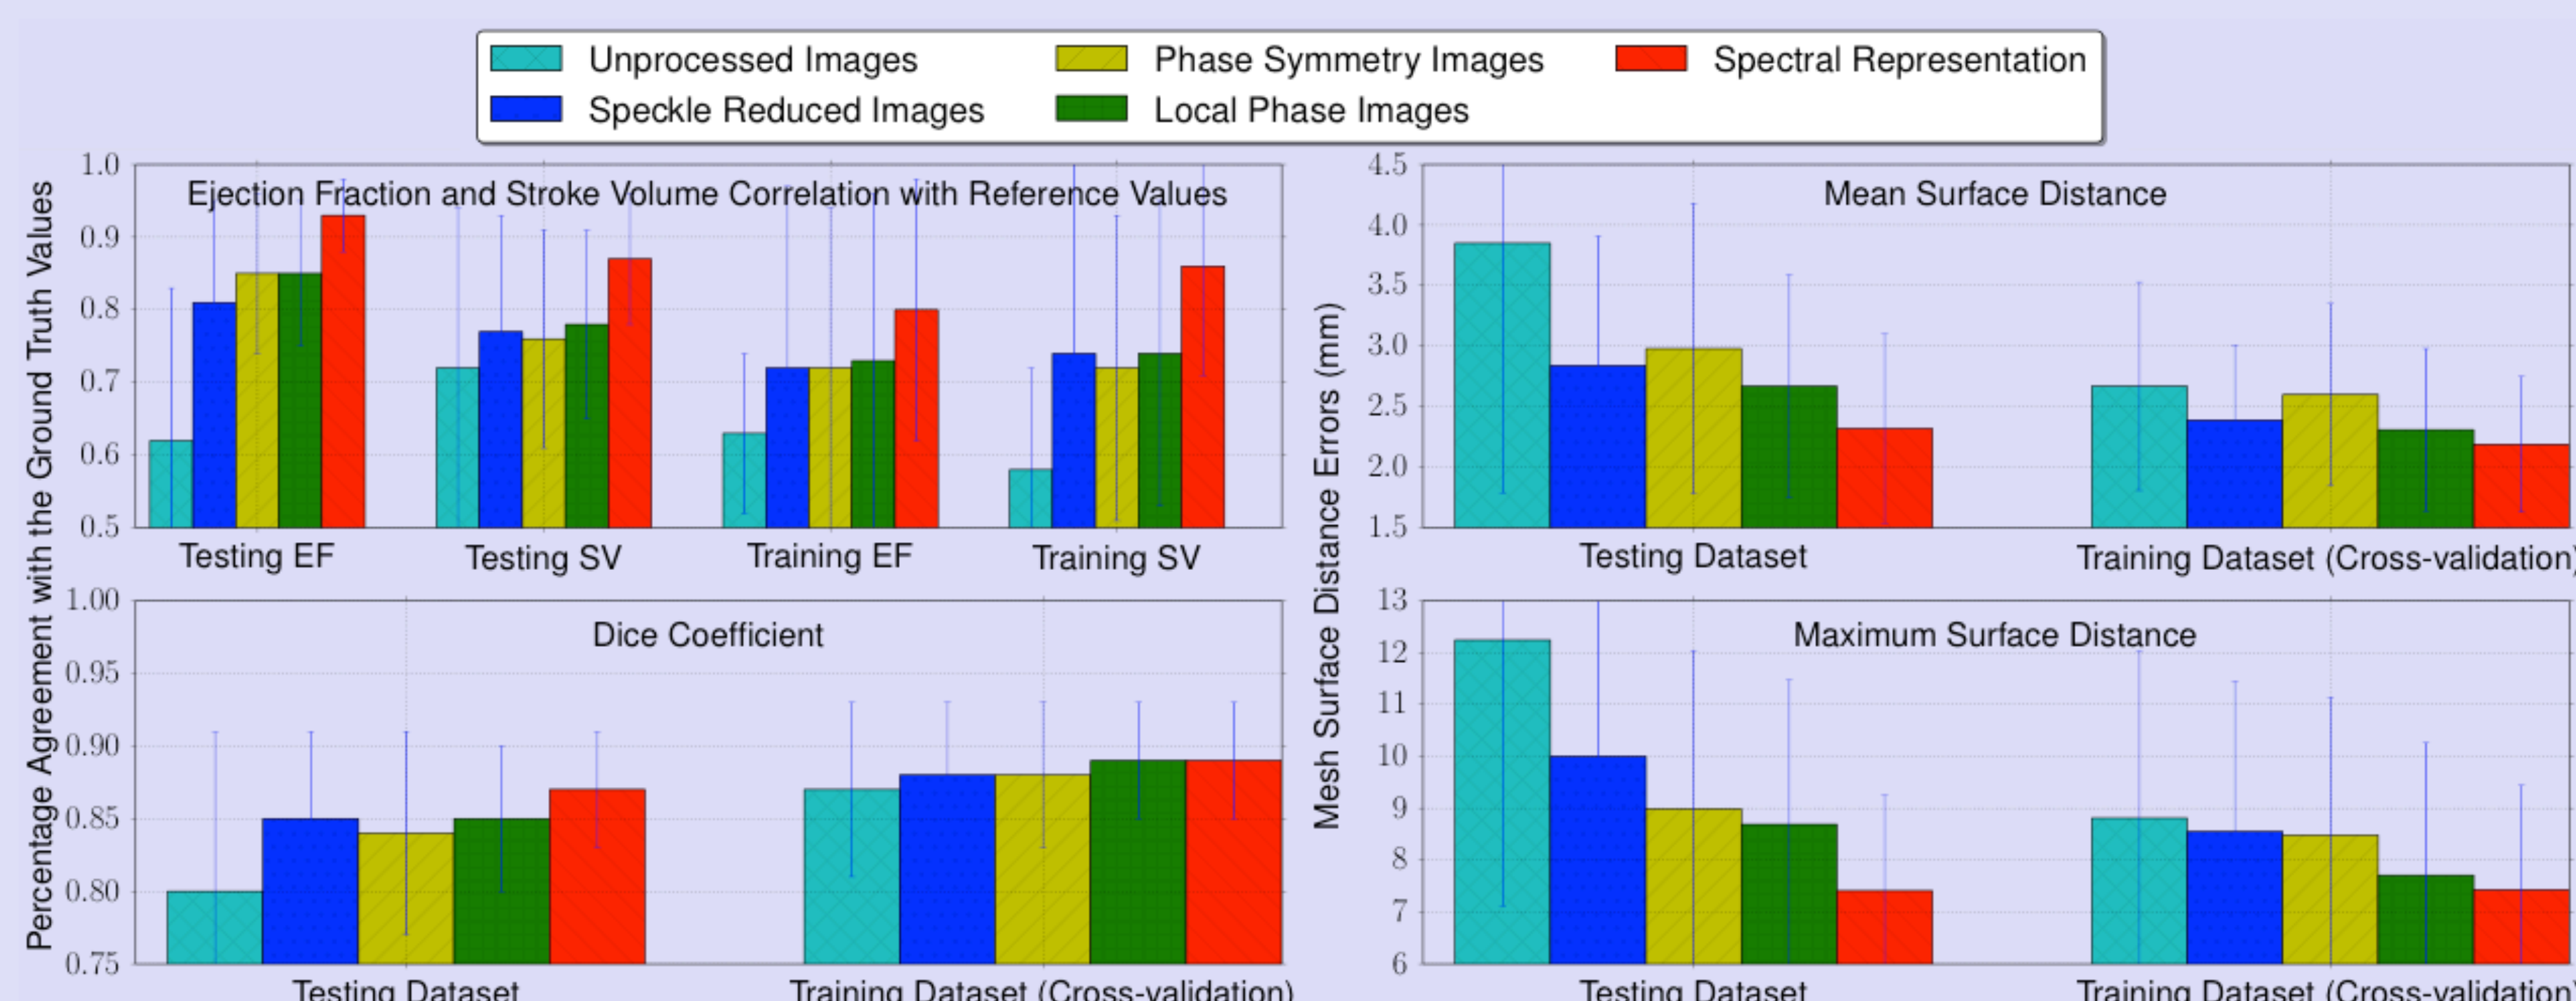 Unprocessed Images
Phase Symmetry Images
Spectral Representation
Speckle Reduced Images
Local Phase Images
Percentage Agreement with the Ground Truth Values
Ejection Fraction and Stroke Volume Correlation with Reference Values
1.0
0.9
0.8
0.7
0.6
0.5
Testing EF
Testing SV
Training EF
Training SV
Mesh Surface Distance Errors (mm)
Mean Surface Distance
4.5
4.0
3.5
3.0
2.5
2.0
1.5
Testing Dataset
Training Dataset (Cross-validation)
Dice Coefficient
1.00
0.95
0.90
0.85
0.80
0.75
Testing Dataset
Training Dataset (Cross-validation)
Maximum Surface Distance
13
12
11
10
9
8
7
6
Testing Dataset
Training Dataset (Cross-validation)